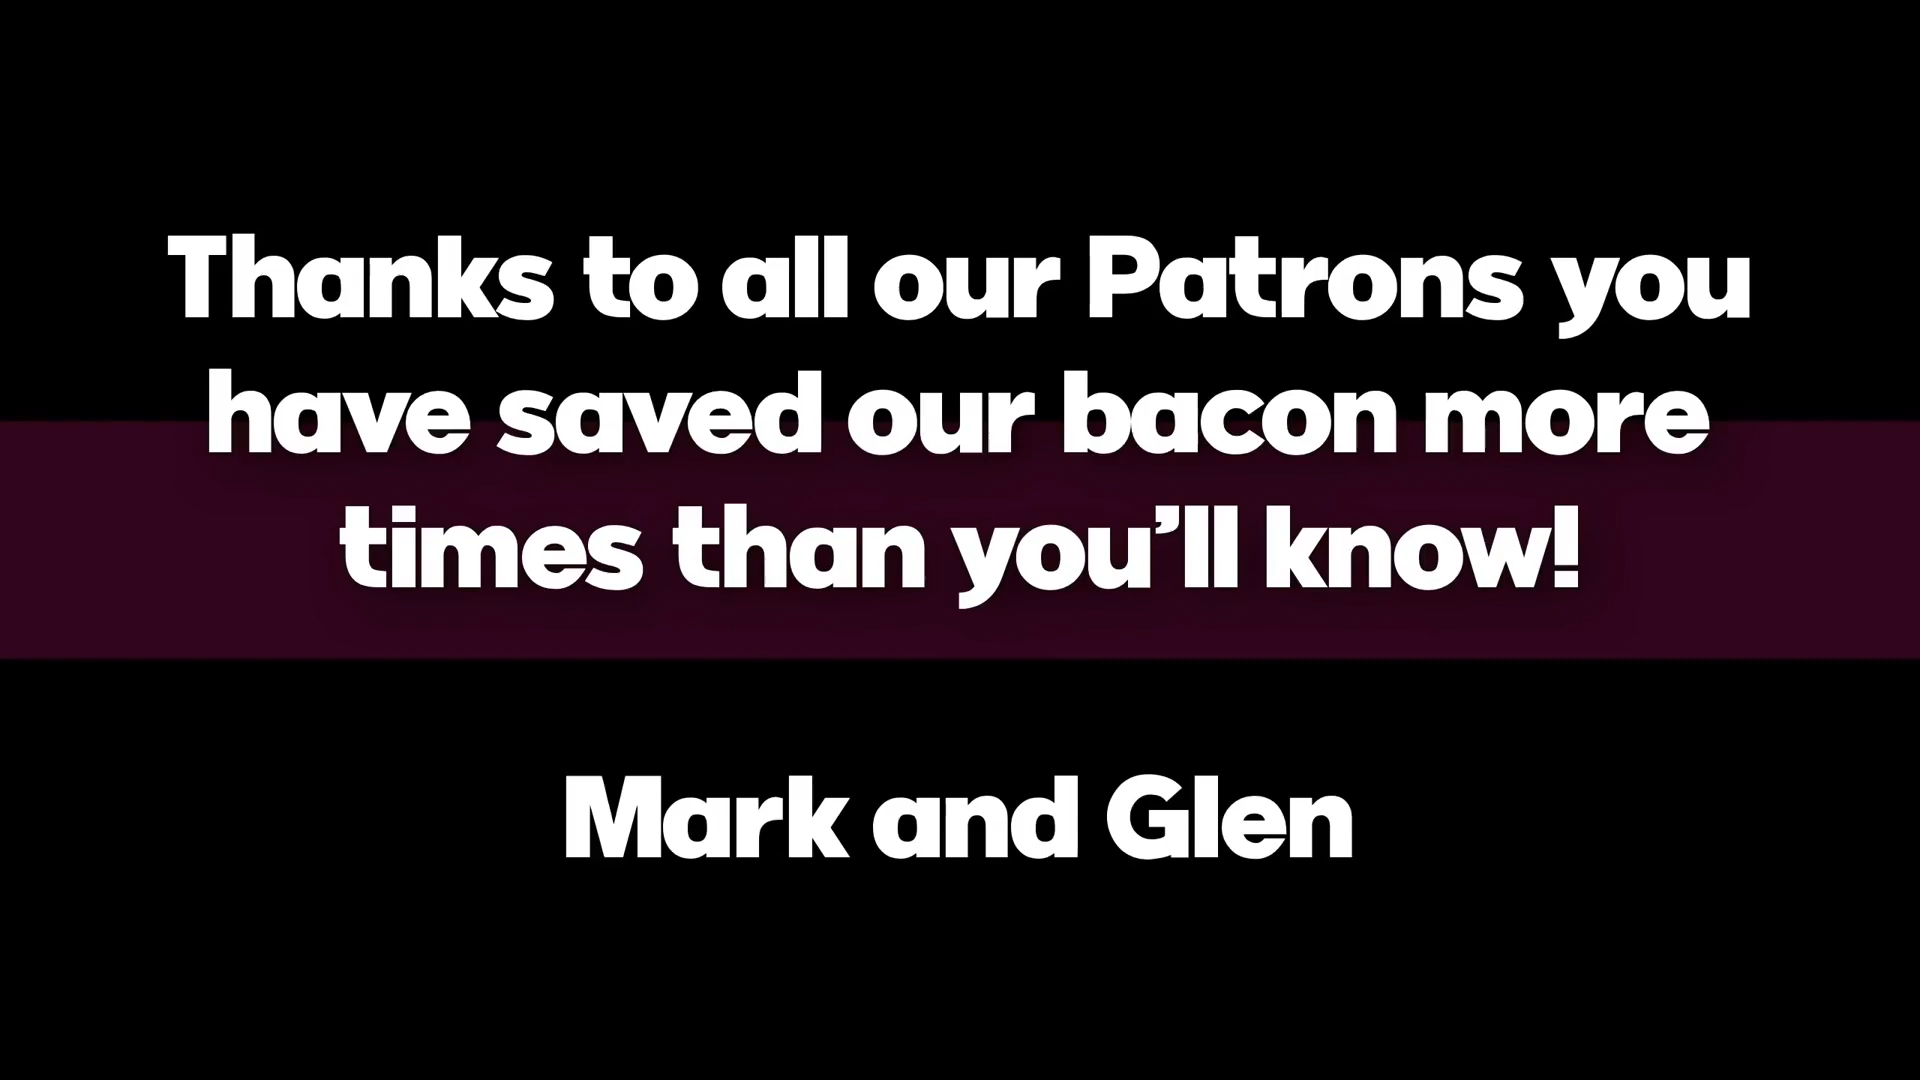 Thanks to all our Patrons you
have saved our bacon more
times than you’ll know!
Mark and Glen